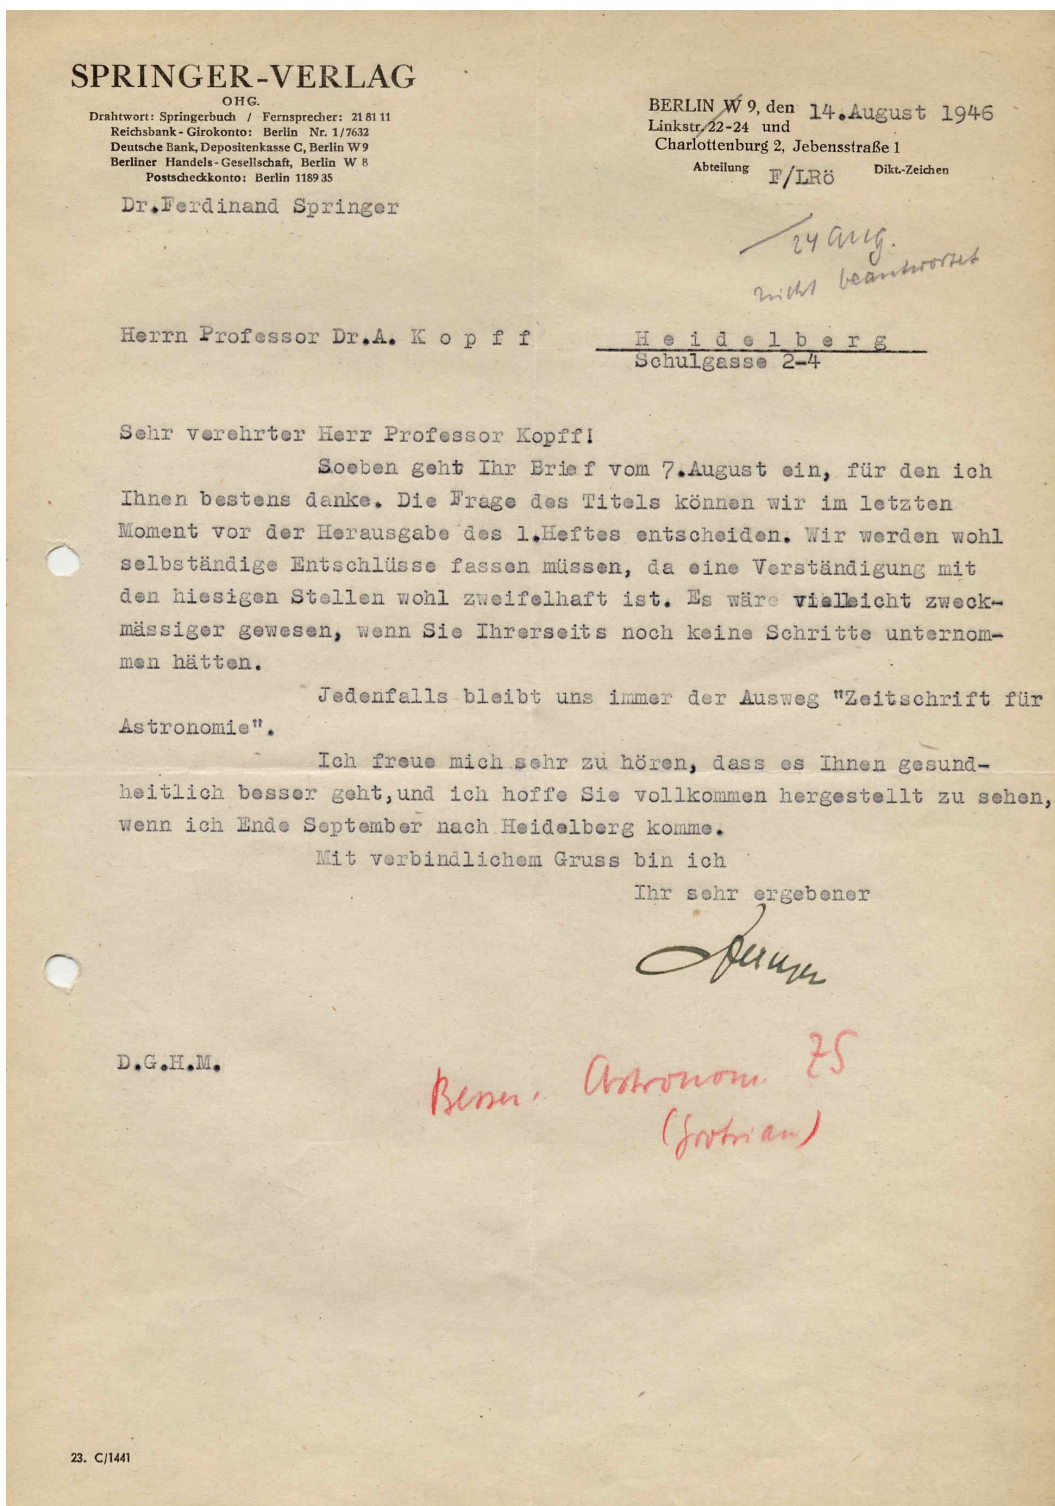 SPRINGER-VERLAG
OHG.
Drahtwort: Springerbuch / Fernsprecher: 21 81 11
Reichsbank-Girokonto: Berlin Nr. 1/7632
Deutsche Bank, Depositenkasse C, Berlin W 9
Berliner Handels-Gesellschaft, Berlin W 8
Postscheckkonto: Berlin 1189 35
Dr.Ferdinand Springer
BERLIN W 9, den 14.August 1946
Linkstr. 22-24 und
Charlottenburg 2, Jebensstraße 1
Abteilung F/LRö Dikt.-Zeichen
24 Aug.
nicht beantwortet
Herrn Professor Dr.A. K o p f f H e i d e l b e r g
Schulgasse 2-4
Sehr verehrter Herr Professor Kopff!
Soeben geht Ihr Brief vom 7.August ein, für den ich
Ihnen bestens danke. Die Frage des Titels können wir im letzten
Moment vor der Herausgabe des 1.Heftes entscheiden. Wir werden wohl
selbständige Entschlüsse fassen müssen, da eine Verständigung mit
den hiesigen Stellen wohl zweifelhaft ist. Es wäre vielleicht zweck-
mässiger gewesen, wenn Sie Ihrerseits noch keine Schritte unternom-
men hätten.
Jedenfalls bleibt uns immer der Ausweg "Zeitschrift für
Astronomie".
Ich freue mich sehr zu hören, dass es Ihnen gesund-
heitlich besser geht,und ich hoffe Sie vollkommen hergestellt zu sehen,
wenn ich Ende September nach Heidelberg komme.
Mit verbindlichem Gruss bin ich
Ihr sehr ergebener
Springer
D.G.H.M.
Besser. Astronom. ZS
(Grotrian)
23. C/1441